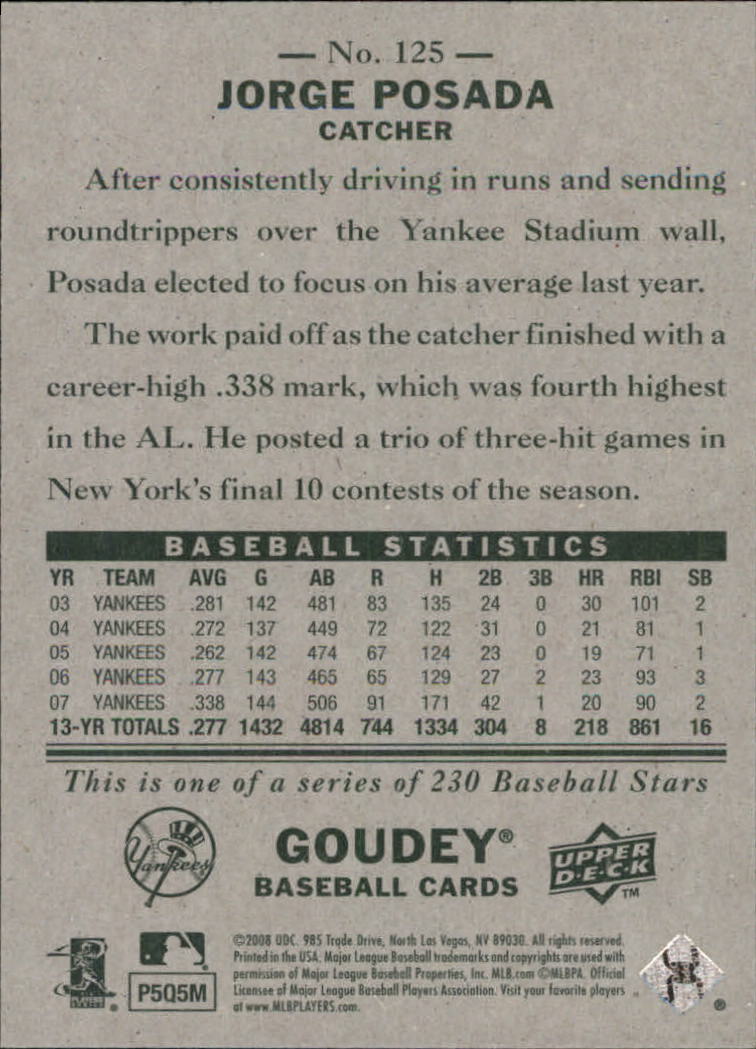 — No. 125 —
JORGE POSADA
CATCHER
After consistently driving in runs and sending
roundtrippers over the Yankee Stadium wall,
Posada elected to focus on his average last year.
The work paid off as the catcher finished with a
career-high .338 mark, which was fourth highest
in the AL. He posted a trio of three-hit games in
New York's final 10 contests of the season.
BASEBALL STATISTICS
YR TEAM AVG G AB R H 2B 3B HR RBI SB
03 YANKEES .281 142 481 83 135 24 0 30 101 2
04 YANKEES .272 137 449 72 122 31 0 21 81 1
05 YANKEES .262 142 474 67 124 23 0 19 71 1
06 YANKEES .277 143 465 65 129 27 2 23 93 3
07 YANKEES .338 144 506 91 171 42 1 20 90 2
13-YR TOTALS .277 1432 4814 744 1334 304 8 218 861 16
This is one of a series of 230 Baseball Stars
Yankees
GOUDEY®
BASEBALL CARDS
UPPER
D·E·C·K
TM
©2008 UDC. 985 Trade Drive, North Las Vegas, NV 89030. All rights reserved.
Printed in the USA. Major League Baseball trademarks and copyrights are used with
permission of Major League Baseball Properties, Inc. MLB.com ©MLBPA. Official
Licensee of Major League Baseball Players Association. Visit your favorite players
at www.MLBPLAYERS.com.
P5Q5M
®